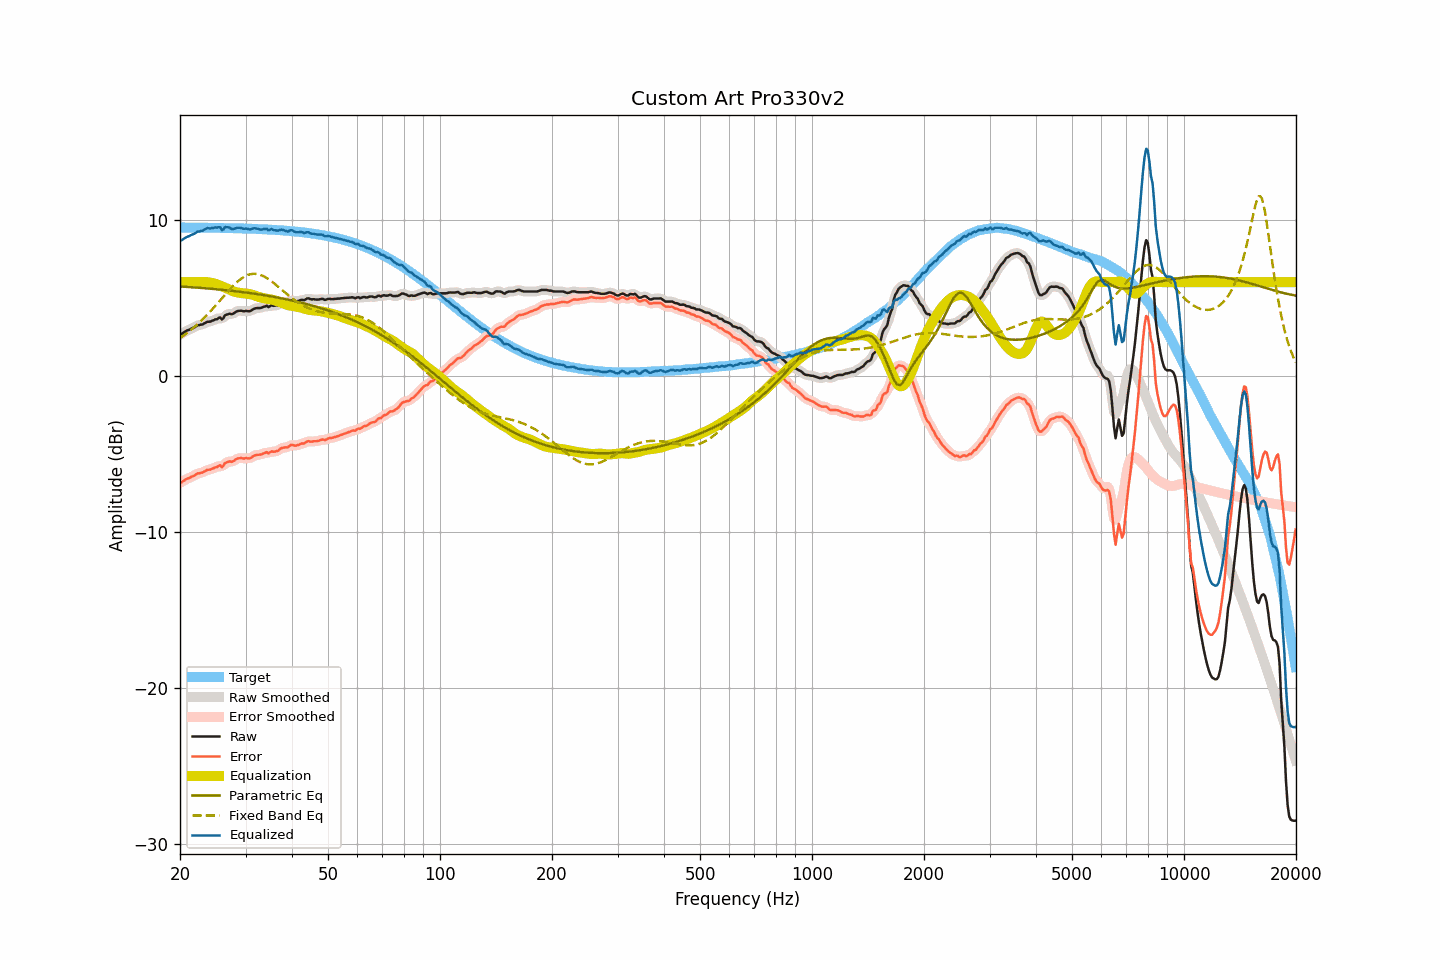 Custom Art Pro330v2
Amplitude (dBr)
10
0
−10
−20
−30
Target
Raw Smoothed
Error Smoothed
Raw
Error
Equalization
Parametric Eq
Fixed Band Eq
Equalized
20 50 100 200 500 1000 2000 5000 10000 20000
Frequency (Hz)